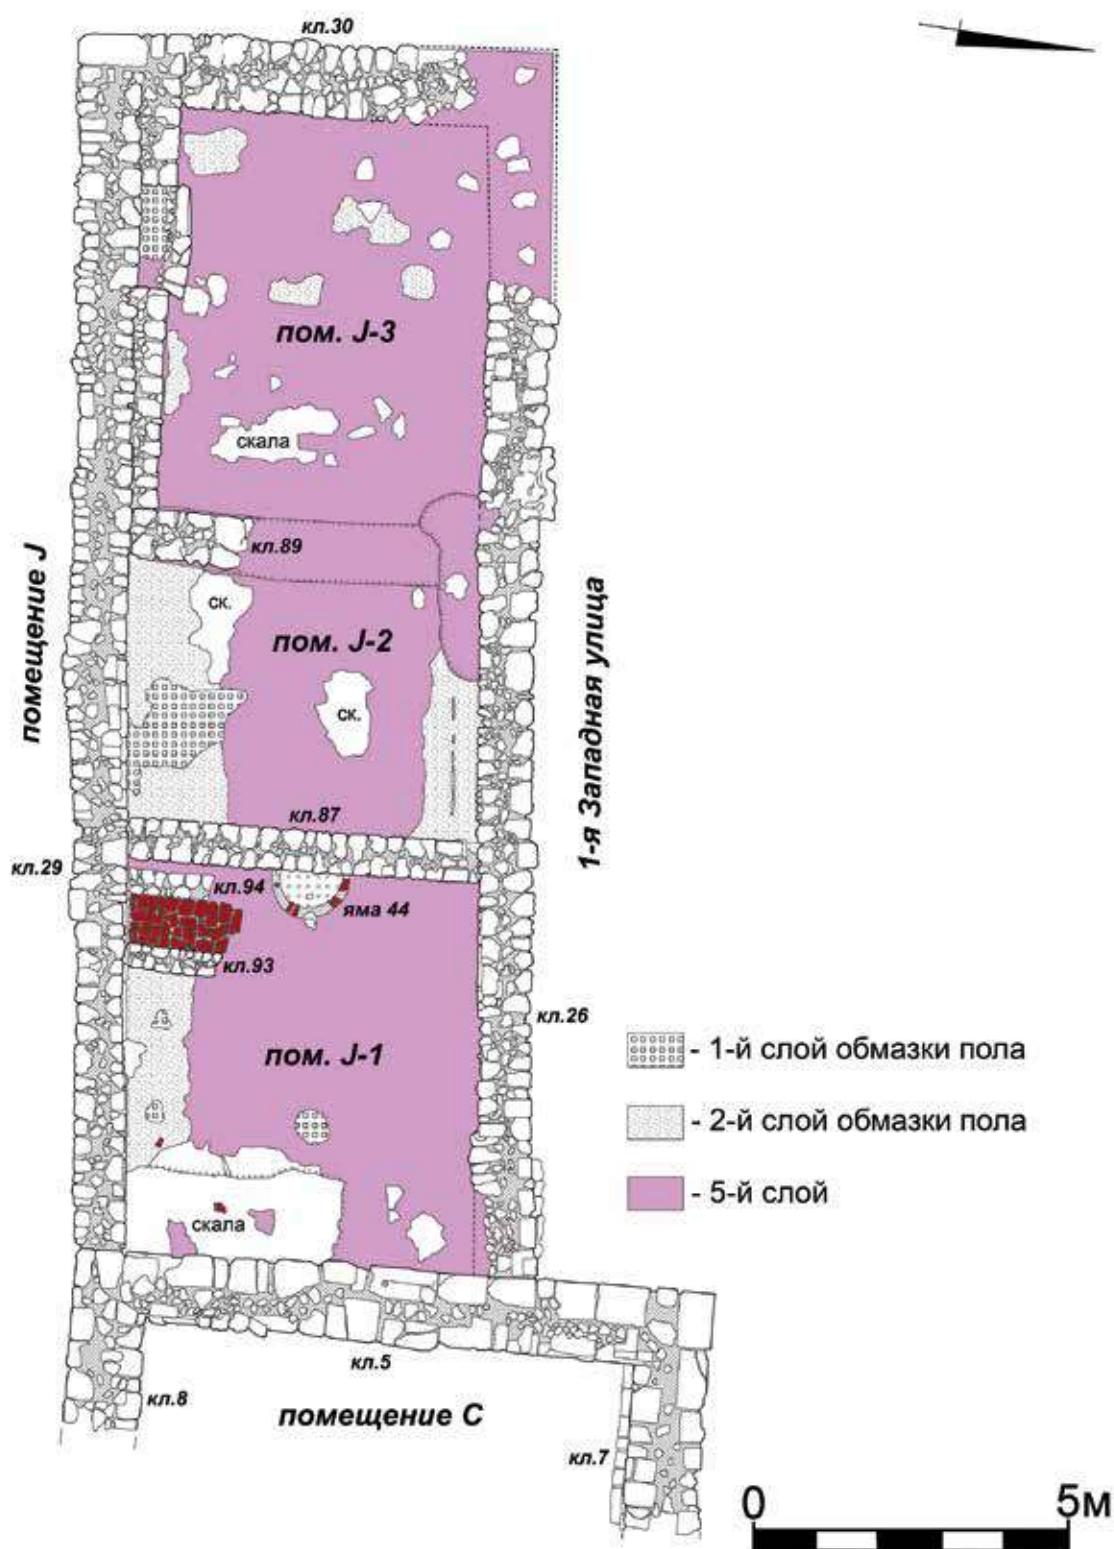 кл.30
пом. J-3
скала
кл.89
помещение J
ск.
пом. J-2
ск.
1-я Западная улица
кл.87
кл.29
кл.94
яма 44
кл.93
кл.26
пом. J-1
- 1-й слой обмазки пола
- 2-й слой обмазки пола
- 5-й слой
скала
кл.5
кл.8
помещение C
кл.7
0 5м